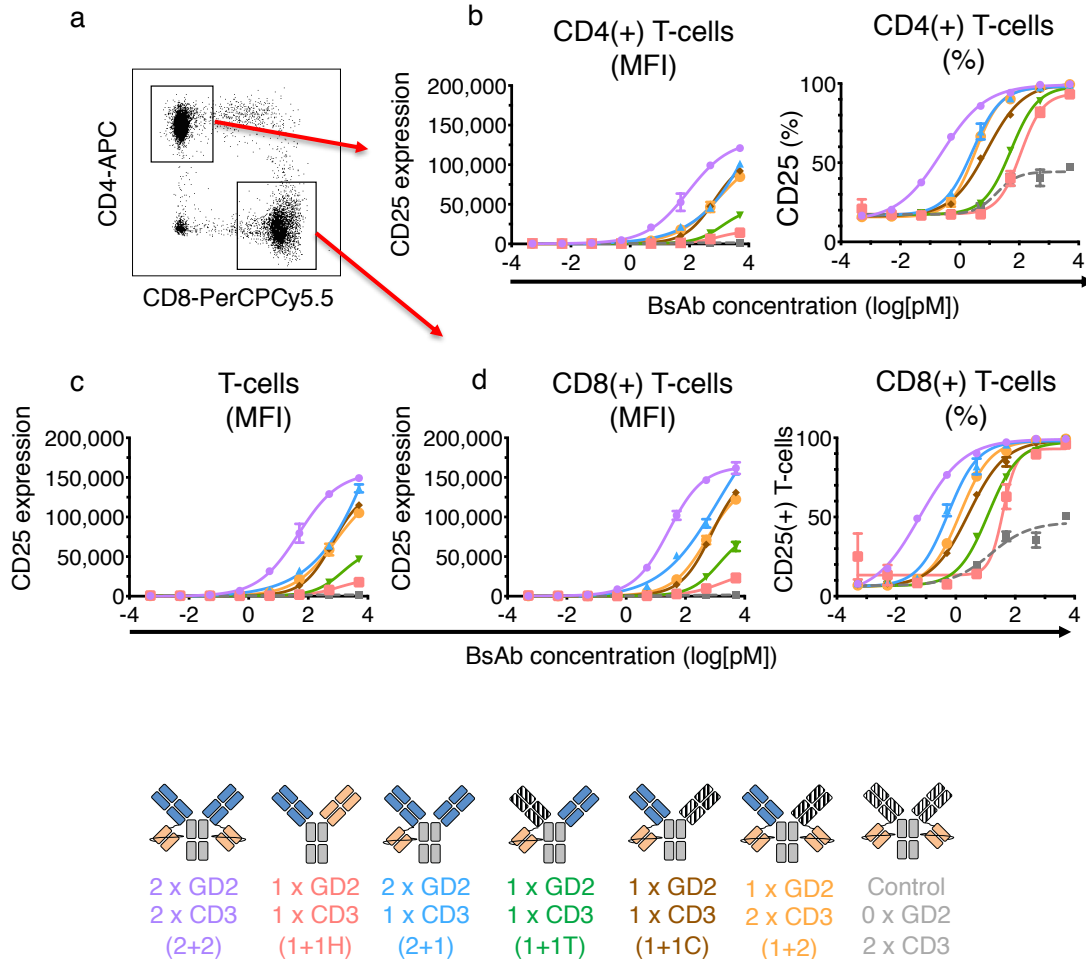 a
CD4-APC
CD8-PerCPCy5.5
b
CD4(+) T-cells
(MFI)
CD25 expression
200,000
150,000
100,000
50,000
0
-4 -2 0 2 4
CD4(+) T-cells
(%)
CD25 (%)
100
50
0
-4 -2 0 2 4
BsAb concentration (log[pM])
c
T-cells
(MFI)
CD25 expression
200,000
150,000
100,000
50,000
0
-4 -2 0 2 4
d
CD8(+) T-cells
(MFI)
CD25 expression
200,000
150,000
100,000
50,000
0
-4 -2 0 2 4
CD8(+) T-cells
(%)
CD25(+) T-cells
100
50
0
-4 -2 0 2 4
BsAb concentration (log[pM])
2 x GD2
2 x CD3
(2+2)
1 x GD2
1 x CD3
(1+1H)
2 x GD2
1 x CD3
(2+1)
1 x GD2
1 x CD3
(1+1T)
1 x GD2
1 x CD3
(1+1C)
1 x GD2
2 x CD3
(1+2)
Control
0 x GD2
2 x CD3